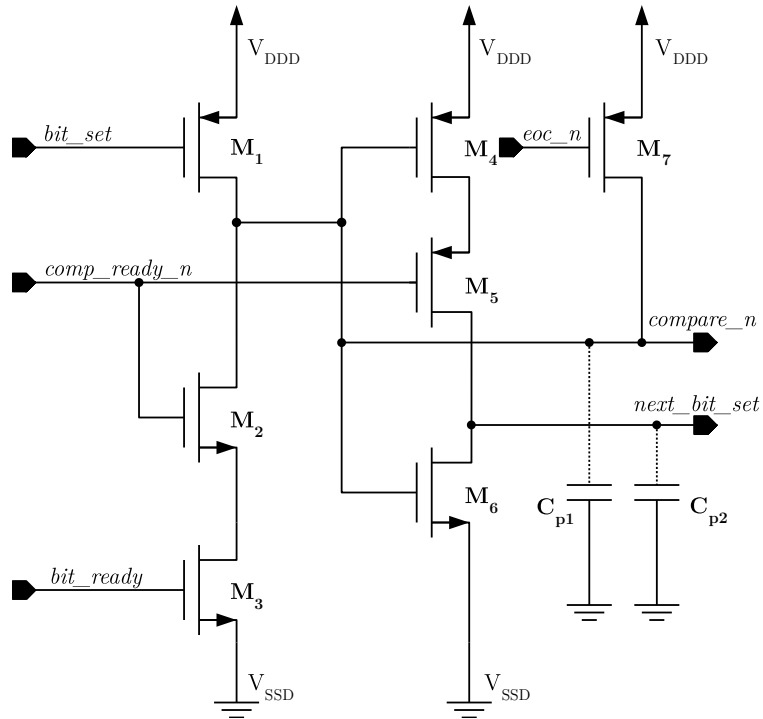 V_DDD
V_DDD
V_DDD
bit_set
M_1
M_4
eoc_n
M_7
comp_ready_n
M_5
compare_n
next_bit_set
M_2
M_6
C_p1
C_p2
bit_ready
M_3
V_SSD
V_SSD